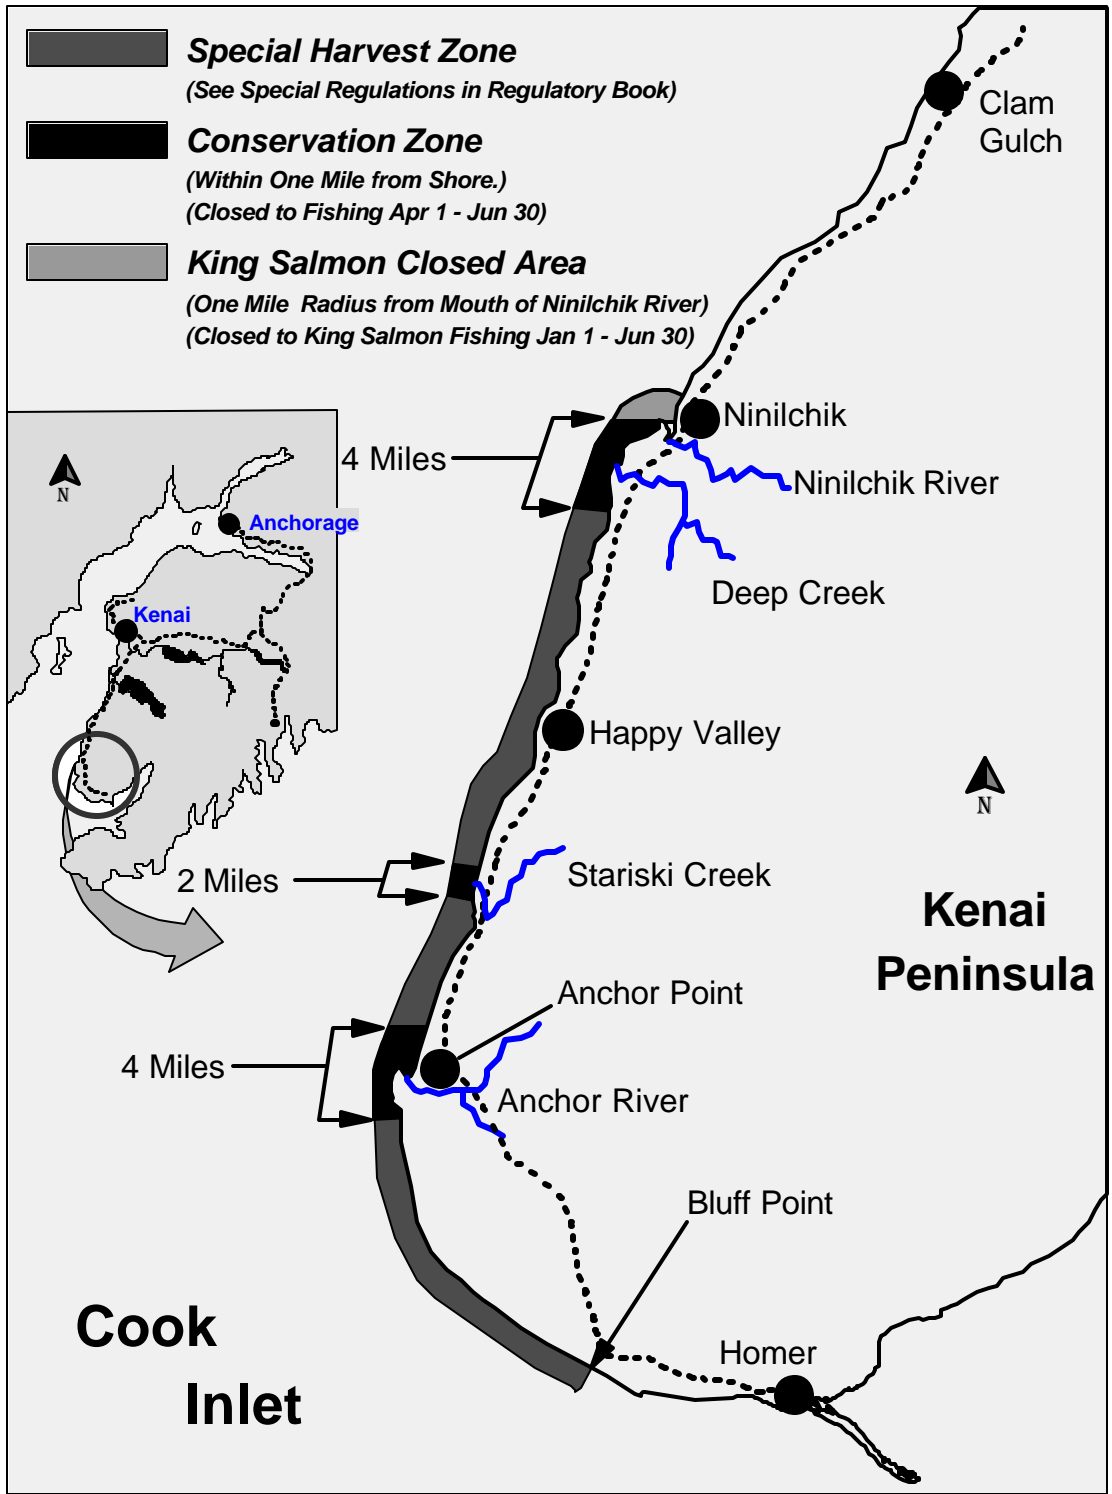 Special Harvest Zone
(See Special Regulations in Regulatory Book)
Conservation Zone
(Within One Mile from Shore.)
(Closed to Fishing Apr 1 - Jun 30)
King Salmon Closed Area
(One Mile Radius from Mouth of Ninilchik River)
(Closed to King Salmon Fishing Jan 1 - Jun 30)
Clam
Gulch
Ninilchik
4 Miles
Ninilchik River
N
Anchorage
Deep Creek
Kenai
Happy Valley
N
2 Miles
Stariski Creek
Kenai
Peninsula
Anchor Point
4 Miles
Anchor River
Bluff Point
Cook
Inlet
Homer